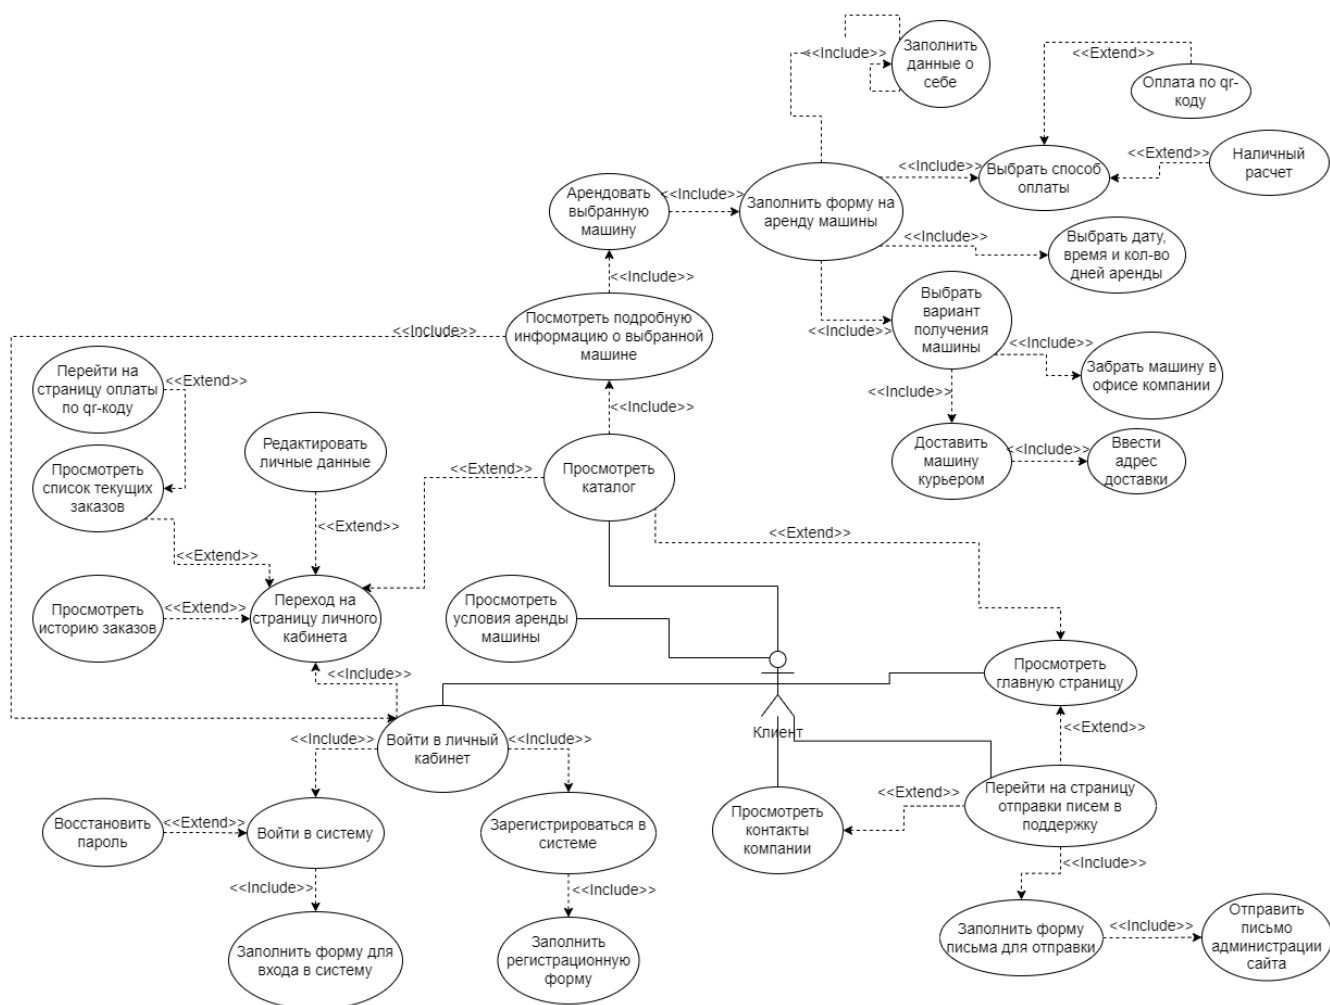 <<Include>>
Заполнить
данные о
себе
<<Extend>>
Оплата по qr-
коду
<<Include>>
Выбрать способ
оплаты
<<Extend>>
Наличный
расчет
Арендовать
выбранную
машину
<<Include>>
Заполнить форму на
аренду машины
<<Include>>
Выбрать дату,
время и кол-во
дней аренды
<<Include>>
Выбрать
вариант
получения
машины
<<Include>>
<<Include>>
Посмотреть подробную
информацию о выбранной
машине
<<Include>>
<<Include>>
Забрать машину в
офисе компании
Перейти на
страницу оплаты
по qr-коду
<<Extend>>
<<Include>>
<<Include>>
Редактировать
личные данные
Доставить
машину
курьером
<<Include>>
Ввести
адрес
доставки
Просмотреть
список текущих
заказов
<<Extend>>
Просмотреть
каталог
<<Extend>>
<<Extend>>
<<Extend>>
Просмотреть
историю заказов
<<Extend>>
Переход на
страницу личного
кабинета
Просмотреть
условия аренды
машины
<<Include>>
Просмотреть
главную страницу
Клиент
<<Include>>
Войти в личный
кабинет
<<Include>>
<<Extend>>
<<Extend>>
Перейти на страницу
отправки писем в
поддержку
Восстановить
пароль
<<Extend>>
Войти в систему
Зарегистрироваться в
системе
Просмотреть
контакты
компании
<<Include>>
<<Include>>
<<Include>>
Заполнить форму для
входа в систему
Заполнить
регистрационную
форму
Заполнить форму
письма для отправки
<<Include>>
Отправить
письмо
администрации
сайта